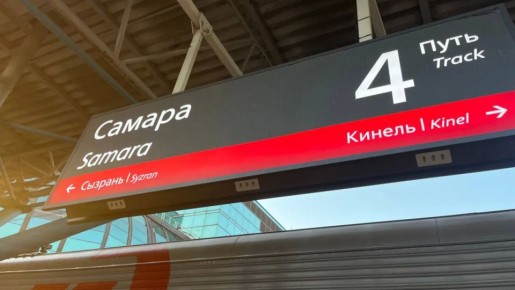 Самара
Samara
4 Путь
Track
← Сызрань | Syzran
Кинель | Kinel →